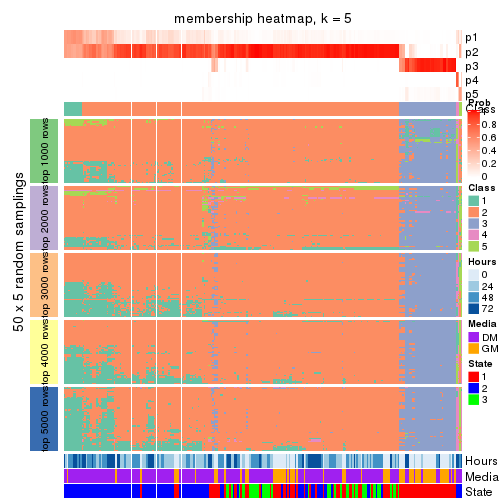 membership heatmap, k = 5
p1
p2
p3
p4
p5
Class
50 x 5 random samplings
top 1000 rows
top 2000 rows
top 3000 rows
top 4000 rows
top 5000 rows
Hours
Media
State
Prob
1
0.8
0.6
0.4
0.2
0
Class
1
2
3
4
5
Hours
0
24
48
72
Media
DM
GM
State
1
2
3